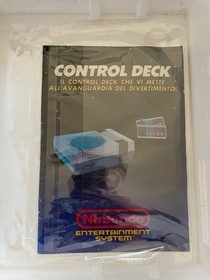 CONTROL DECK
IL CONTROL DECK CHE VI METTE
ALL'AVANGUARDIA DEL DIVERTIMENTO!
Nintendo
ENTERTAINMENT
SYSTEM